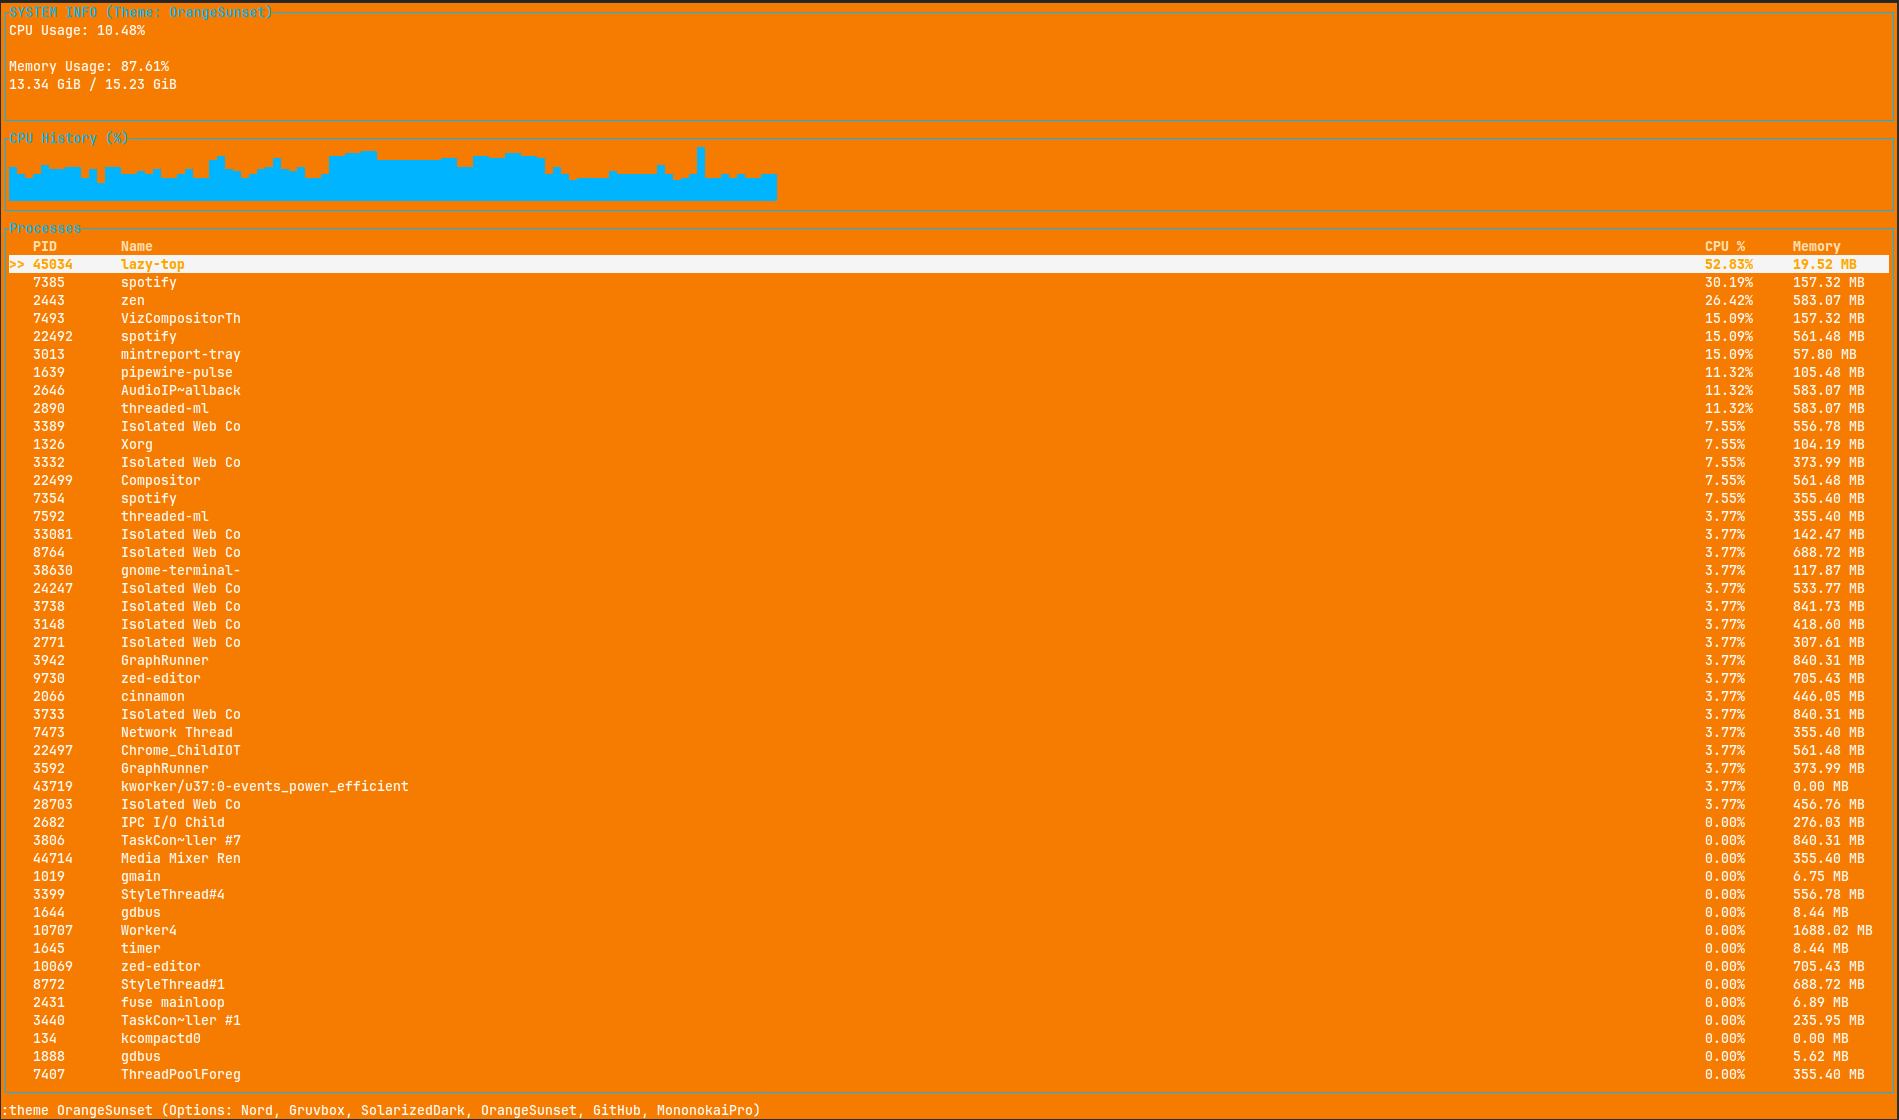 SYSTEM INFO (Theme: OrangeSunset)
CPU Usage: 10.48%
Memory Usage: 87.61%
13.34 GiB / 15.23 GiB
CPU History (%)
Processes
PID Name CPU % Memory
>> 45034 lazy-top 52.83% 19.52 MB
7385 spotify 30.19% 157.32 MB
2443 zen 26.42% 583.07 MB
7493 VizCompositorTh 15.09% 157.32 MB
22492 spotify 15.09% 561.48 MB
3013 mintreport-tray 15.09% 57.80 MB
1639 pipewire-pulse 11.32% 105.48 MB
2646 AudioIP~allback 11.32% 583.07 MB
2890 threaded-ml 11.32% 583.07 MB
3389 Isolated Web Co 7.55% 556.78 MB
1326 Xorg 7.55% 104.19 MB
3332 Isolated Web Co 7.55% 373.99 MB
22499 Compositor 7.55% 561.48 MB
7354 spotify 7.55% 355.40 MB
7592 threaded-ml 3.77% 355.40 MB
33081 Isolated Web Co 3.77% 142.47 MB
8764 Isolated Web Co 3.77% 688.72 MB
38630 gnome-terminal- 3.77% 117.87 MB
24247 Isolated Web Co 3.77% 533.77 MB
3738 Isolated Web Co 3.77% 841.73 MB
3148 Isolated Web Co 3.77% 418.60 MB
2771 Isolated Web Co 3.77% 307.61 MB
3942 GraphRunner 3.77% 840.31 MB
9730 zed-editor 3.77% 705.43 MB
2066 cinnamon 3.77% 446.05 MB
3733 Isolated Web Co 3.77% 840.31 MB
7473 Network Thread 3.77% 355.40 MB
22497 Chrome_ChildIOT 3.77% 561.48 MB
3592 GraphRunner 3.77% 373.99 MB
43719 kworker/u37:0-events_power_efficient 3.77% 0.00 MB
28703 Isolated Web Co 3.77% 456.76 MB
2682 IPC I/O Child 0.00% 276.03 MB
3806 TaskCon~ller #7 0.00% 840.31 MB
44714 Media Mixer Ren 0.00% 355.40 MB
1019 gmain 0.00% 6.75 MB
3399 StyleThread#4 0.00% 556.78 MB
1644 gdbus 0.00% 8.44 MB
10707 Worker4 0.00% 1688.02 MB
1645 timer 0.00% 8.44 MB
10069 zed-editor 0.00% 705.43 MB
8772 StyleThread#1 0.00% 688.72 MB
2431 fuse mainloop 0.00% 6.89 MB
3440 TaskCon~ller #1 0.00% 235.95 MB
134 kcompactd0 0.00% 0.00 MB
1888 gdbus 0.00% 5.62 MB
7407 ThreadPoolForeg 0.00% 355.40 MB
:theme OrangeSunset (Options: Nord, Gruvbox, SolarizedDark, OrangeSunset, GitHub, MononokaiPro)